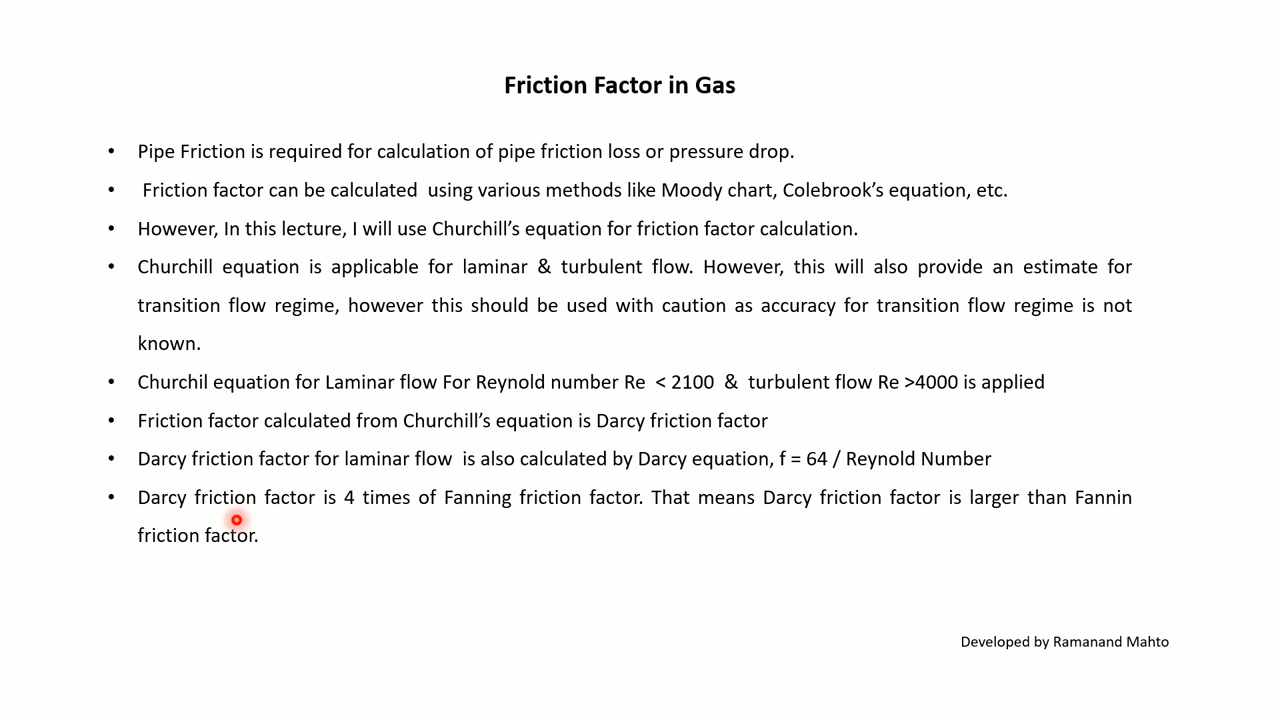 Friction Factor in Gas
• Pipe Friction is required for calculation of pipe friction loss or pressure drop.
• Friction factor can be calculated using various methods like Moody chart, Colebrook’s equation, etc.
• However, In this lecture, I will use Churchill’s equation for friction factor calculation.
• Churchill equation is applicable for laminar & turbulent flow. However, this will also provide an estimate for
transition flow regime, however this should be used with caution as accuracy for transition flow regime is not
known.
• Churchil equation for Laminar flow For Reynold number Re < 2100 & turbulent flow Re >4000 is applied
• Friction factor calculated from Churchill’s equation is Darcy friction factor
• Darcy friction factor for laminar flow is also calculated by Darcy equation, f = 64 / Reynold Number
• Darcy friction factor is 4 times of Fanning friction factor. That means Darcy friction factor is larger than Fannin
friction factor.
Developed by Ramanand Mahto